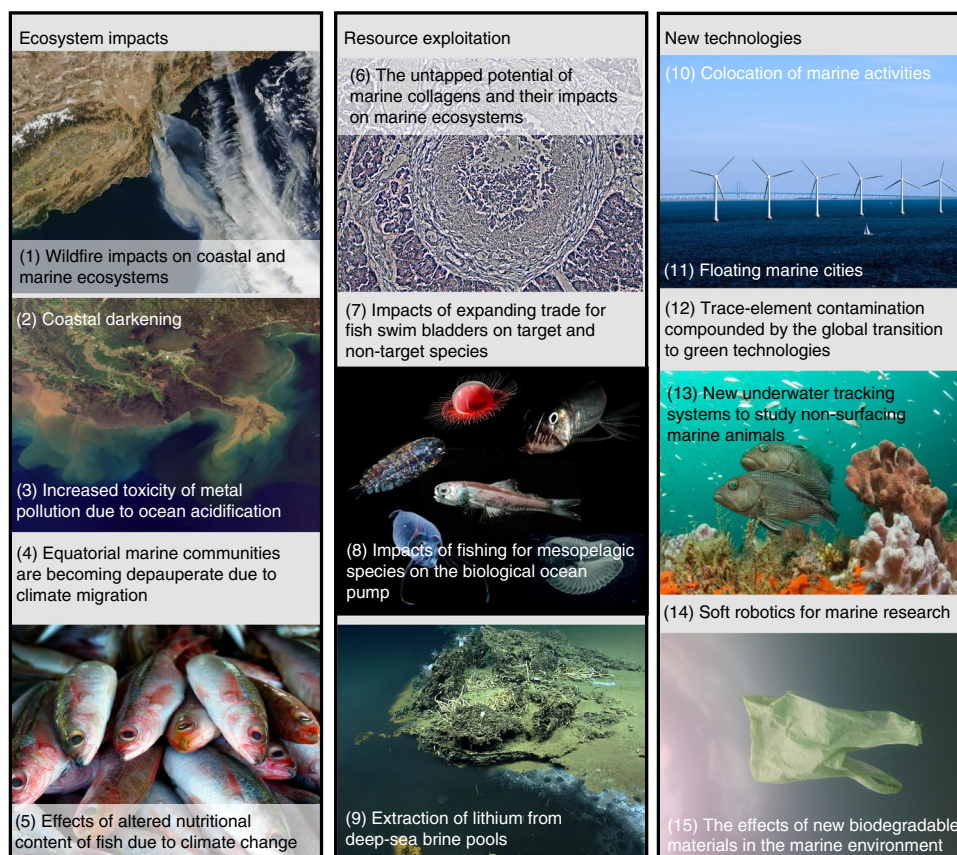 Ecosystem impacts
(1) Wildfire impacts on coastal and
marine ecosystems
(2) Coastal darkening
(3) Increased toxicity of metal
pollution due to ocean acidification
(4) Equatorial marine communities
are becoming depauperate due to
climate migration
(5) Effects of altered nutritional
content of fish due to climate change
Resource exploitation
(6) The untapped potential of
marine collagens and their impacts
on marine ecosystems
(7) Impacts of expanding trade for
fish swim bladders on target and
non-target species
(8) Impacts of fishing for mesopelagic
species on the biological ocean
pump
(9) Extraction of lithium from
deep-sea brine pools
New technologies
(10) Colocation of marine activities
(11) Floating marine cities
(12) Trace-element contamination
compounded by the global transition
to green technologies
(13) New underwater tracking
systems to study non-surfacing
marine animals
(14) Soft robotics for marine research
(15) The effects of new biodegradable
materials in the marine environment